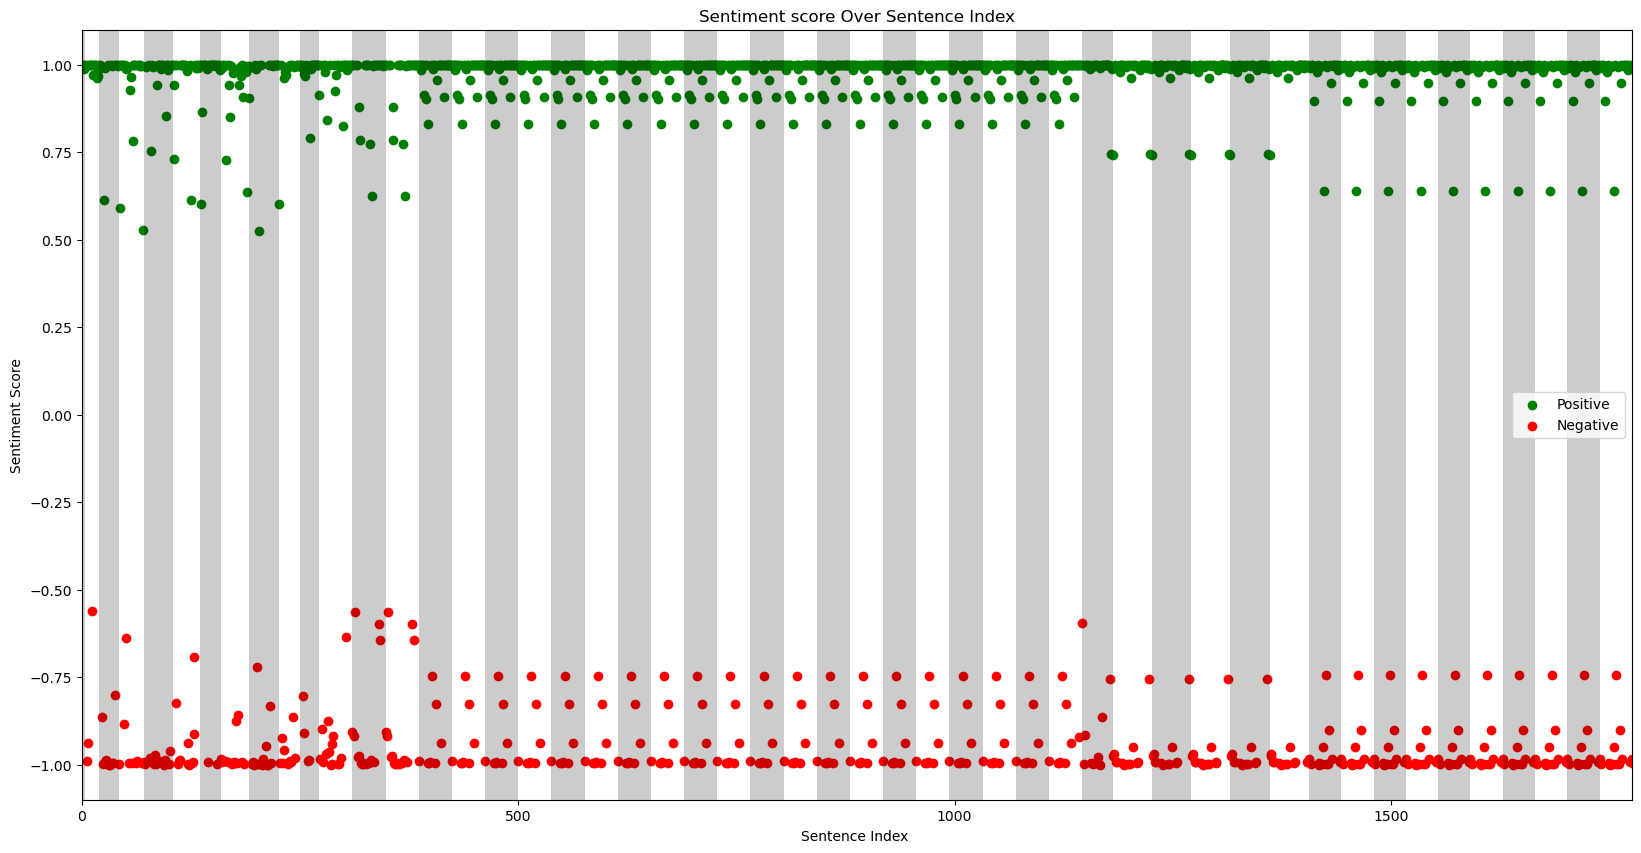 Sentiment score Over Sentence Index
Sentiment Score
1.00
0.75
0.50
0.25
0.00
−0.25
−0.50
−0.75
−1.00
Positive
Negative
0
500
1000
1500
Sentence Index